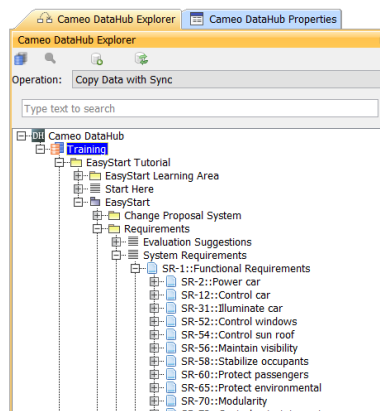 Cameo DataHub Explorer Cameo DataHub Properties
Cameo DataHub Explorer
Operation: Copy Data with Sync
Type text to search
DH Cameo DataHub
Training
EasyStart Tutorial
EasyStart Learning Area
Start Here
EasyStart
Change Proposal System
Requirements
Evaluation Suggestions
System Requirements
SR-1::Functional Requirements
SR-2::Power car
SR-12::Control car
SR-31::Illuminate car
SR-52::Control windows
SR-54::Control sun roof
SR-56::Maintain visibility
SR-58::Stabilize occupants
SR-60::Protect passengers
SR-65::Protect environmental
SR-70::Modularity